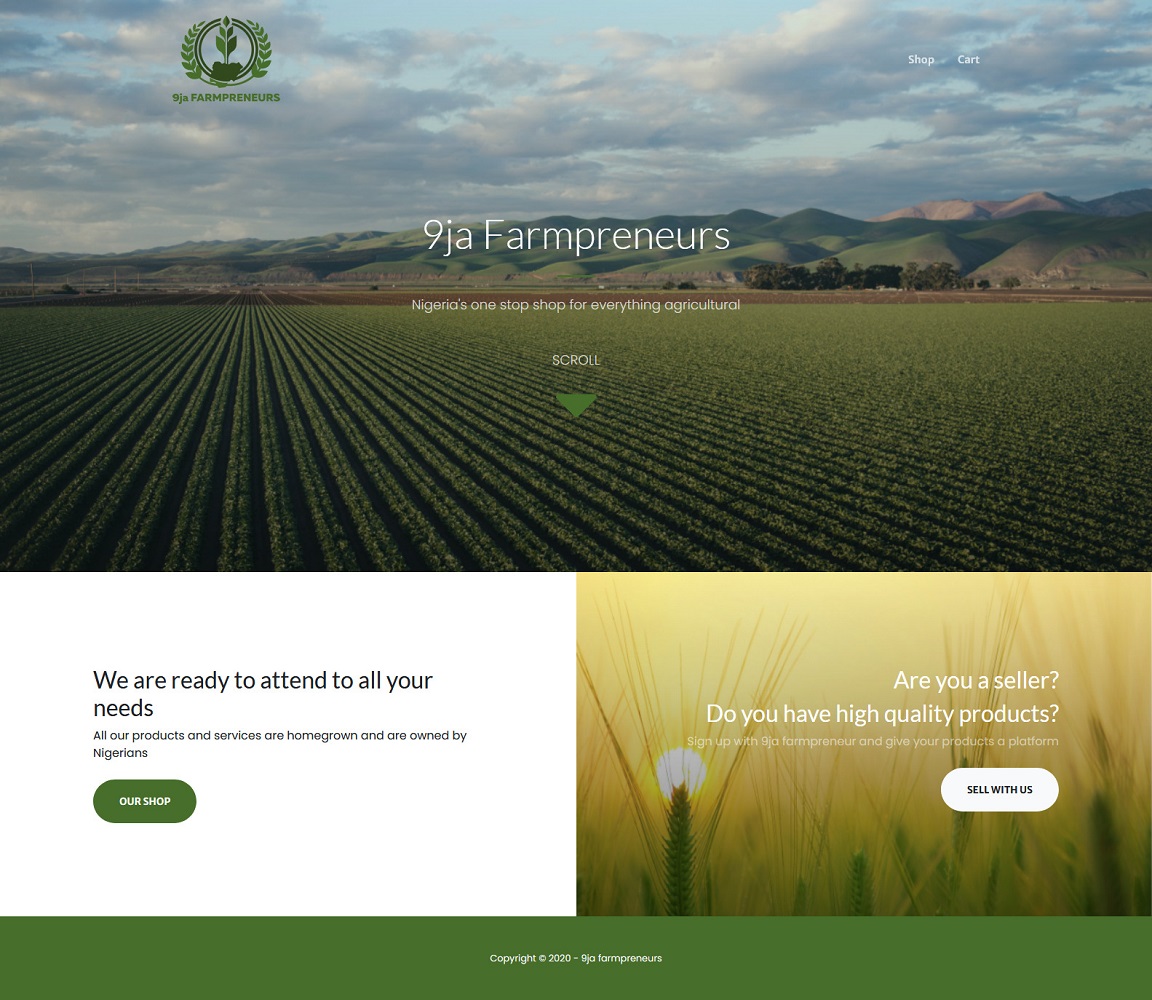 9ja FARMPRENEURS
Shop Cart
9ja Farmpreneurs
Nigeria's one stop shop for everything agricultural
SCROLL
We are ready to attend to all your
needs
All our products and services are homegrown and are owned by
Nigerians
OUR SHOP
Are you a seller?
Do you have high quality products?
Sign up with 9ja farmpreneur and give your products a platform
SELL WITH US
Copyright © 2020 - 9ja farmpreneurs